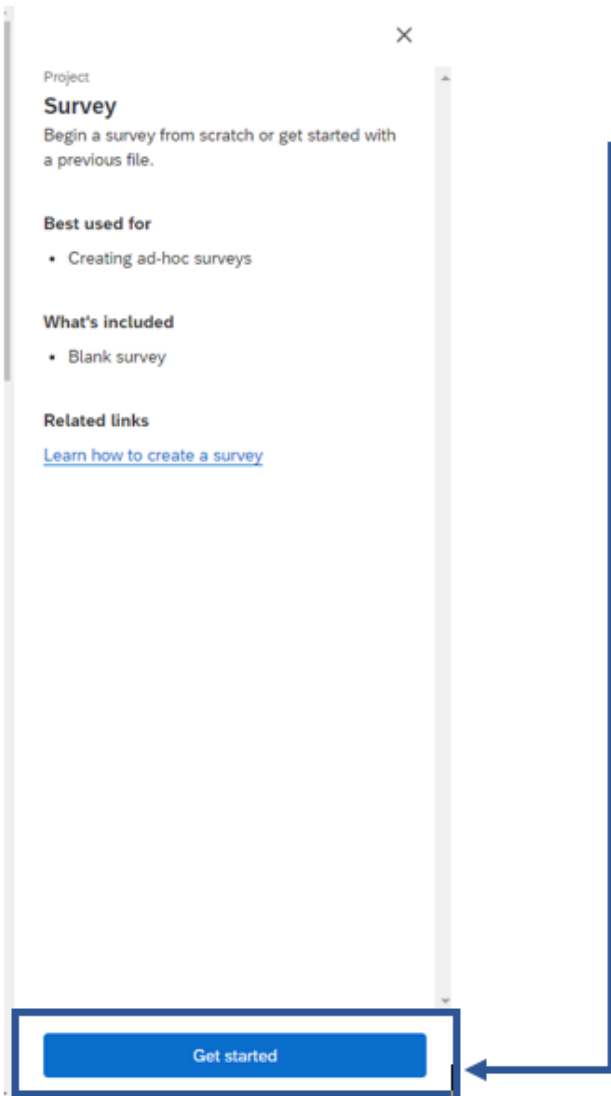 Project
Survey
Begin a survey from scratch or get started with
a previous file.
Best used for
• Creating ad-hoc surveys
What's included
• Blank survey
Related links
Learn how to create a survey
Get started